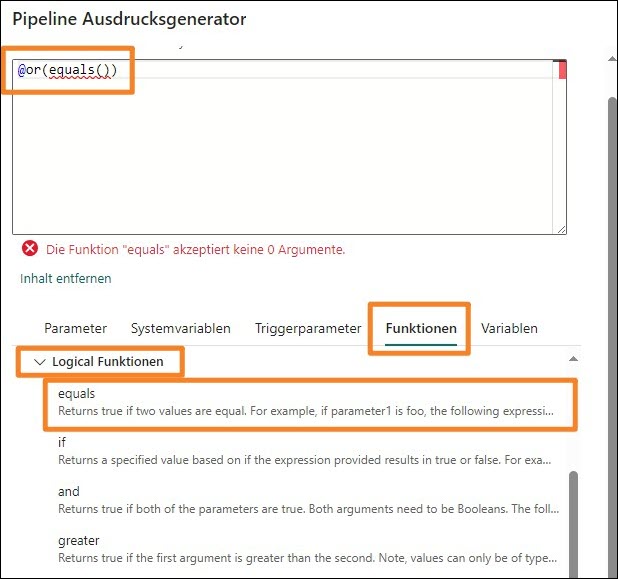 Pipeline Ausdrucksgenerator
@or(equals())
Die Funktion "equals" akzeptiert keine 0 Argumente.
Inhalt entfernen
Parameter Systemvariablen Triggerparameter Funktionen Variablen
Logical Funktionen
equals
Returns true if two values are equal. For example, if parameter1 is foo, the following expressi...
if
Returns a specified value based on if the expression provided results in true or false. For exa...
and
Returns true if both of the parameters are true. Both arguments need to be Booleans. The foll...
greater
Returns true if the first argument is greater than the second. Note, values can only be of type...